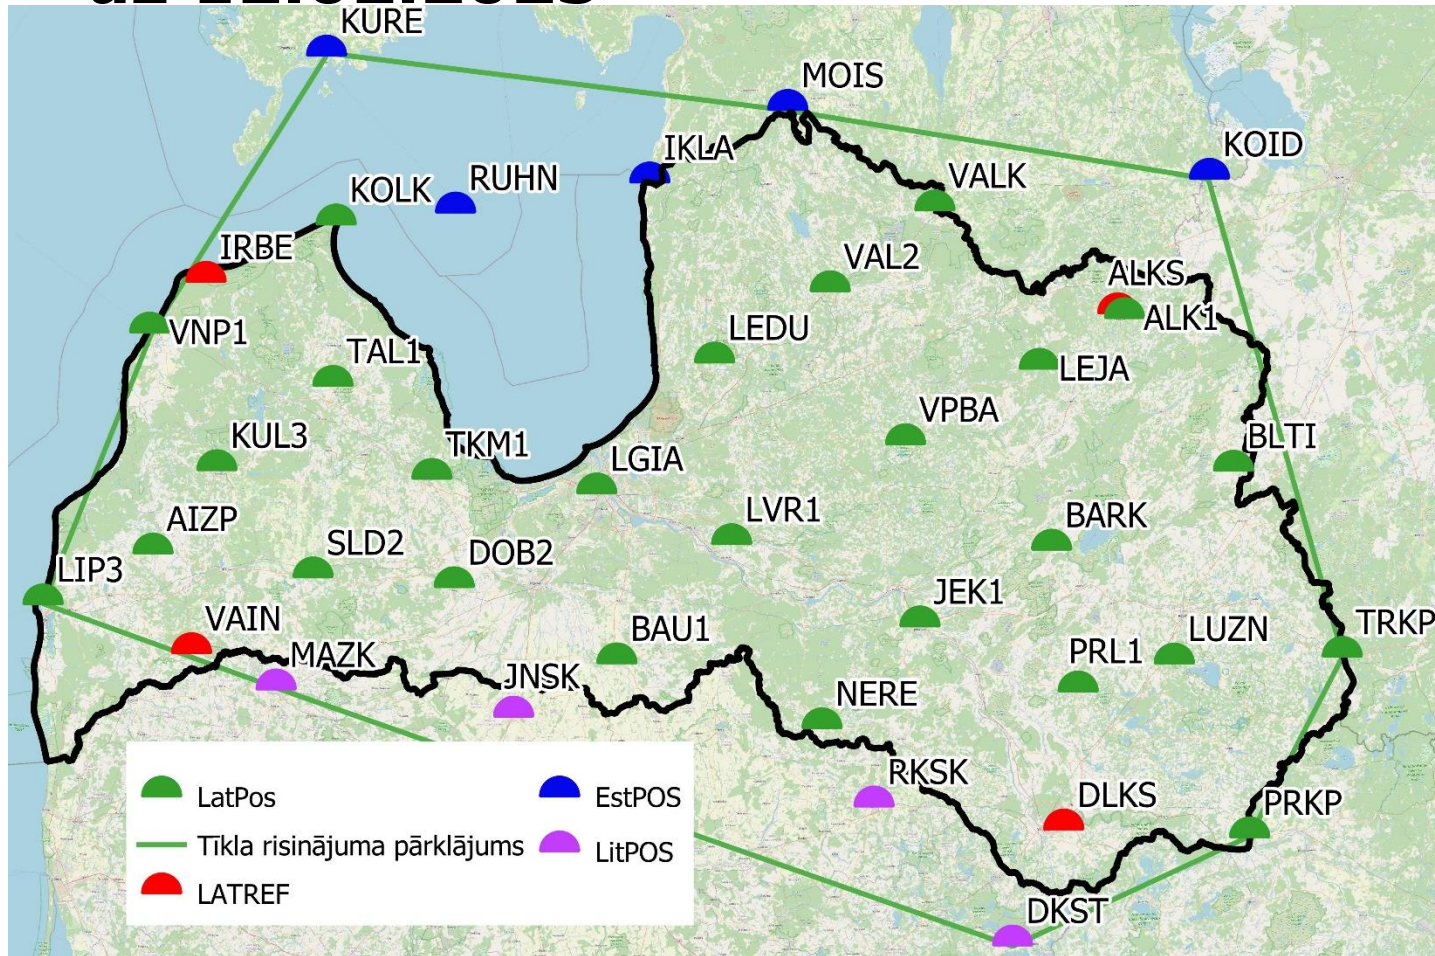 KURE
MOIS
IKLA
KOID
KOLK
RUHN
VALK
IRBE
VAL2
ALKS
ALK1
VNP1
LEDU
TAL1
LEJA
VPBA
KUL3
TKM1
LGIA
BLTI
AIZP
SLD2
DOB2
LVR1
BARK
LIP3
VAIN
MAZK
JNSK
BAU1
JEK1
PRL1
LUZN
TRKP
NERE
RKSK
DLKS
PRKP
DKST
LatPos
EstPOS
Tīkla risinājuma pārklājums
LitPOS
LATREF